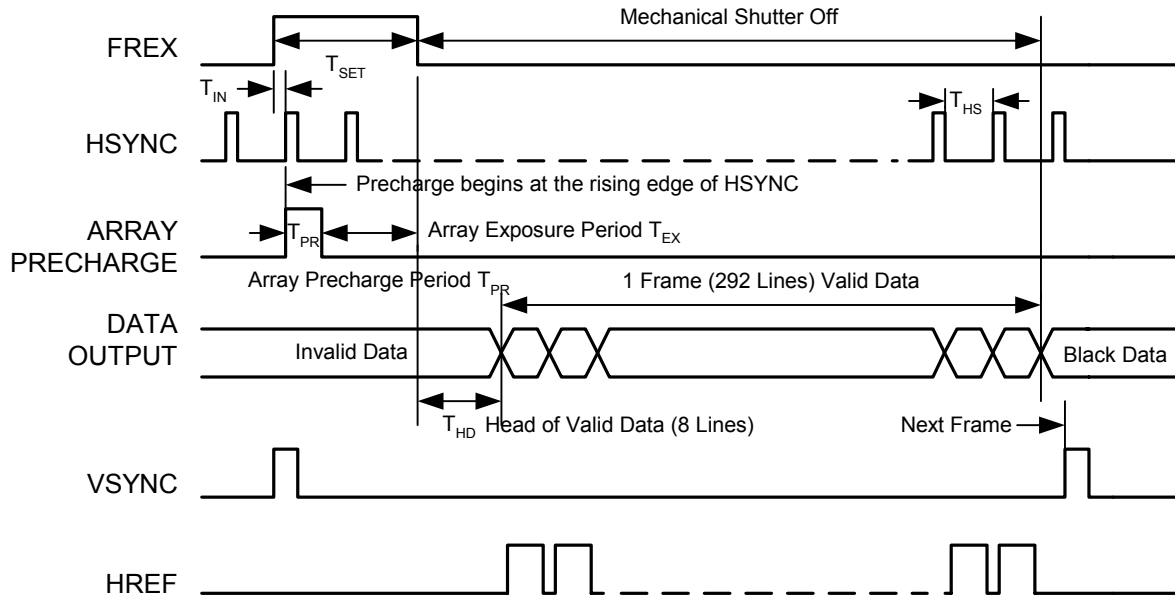 Mechanical Shutter Off
FREX
T_SET
T_IN
T_HS
HSYNC
Precharge begins at the rising edge of HSYNC
ARRAY
PRECHARGE
T_PR
Array Exposure Period T_EX
Array Precharge Period T_PR
1 Frame (292 Lines) Valid Data
DATA
OUTPUT
Invalid Data
Black Data
T_HD
Head of Valid Data (8 Lines)
Next Frame
VSYNC
HREF